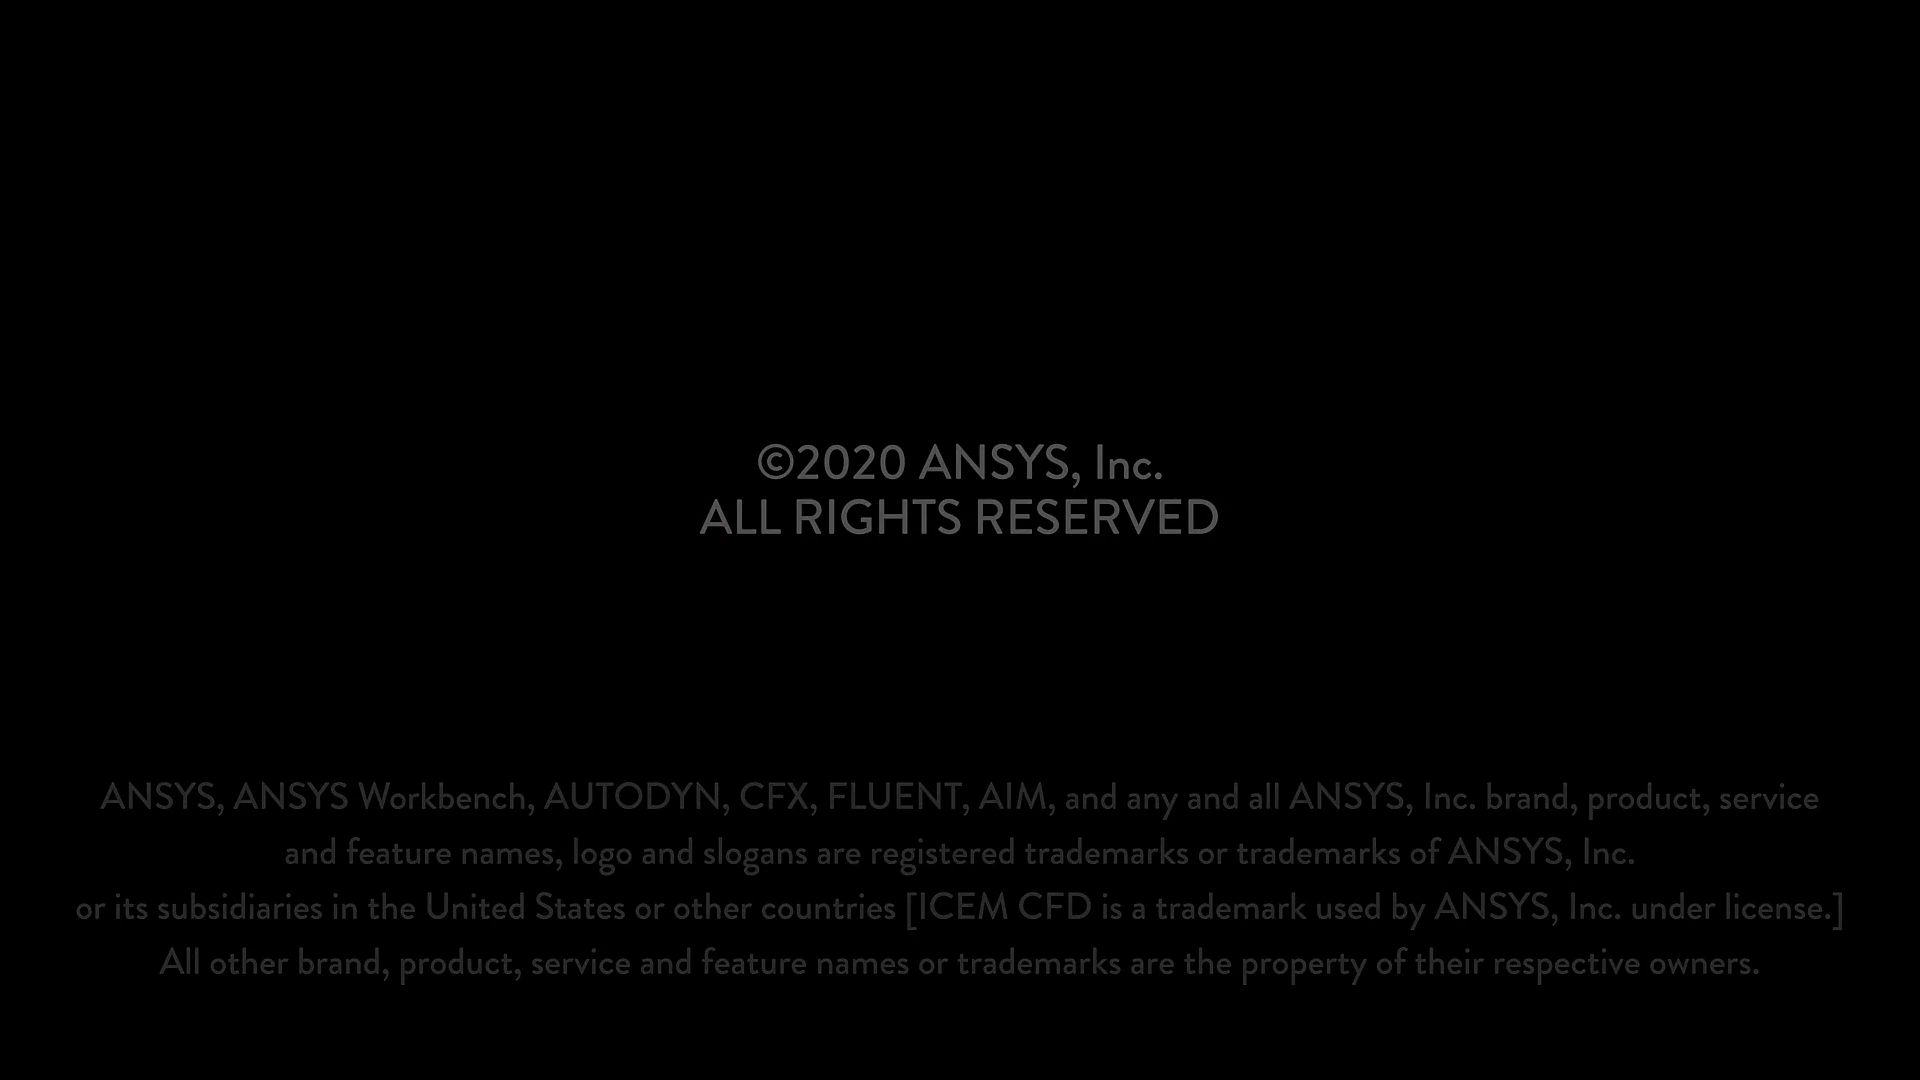 ©2020 ANSYS, Inc.
ALL RIGHTS RESERVED
ANSYS, ANSYS Workbench, AUTODYN, CFX, FLUENT, AIM, and any and all ANSYS, Inc. brand, product, service
and feature names, logo and slogans are registered trademarks or trademarks of ANSYS, Inc.
or its subsidiaries in the United States or other countries [ICEM CFD is a trademark used by ANSYS, Inc. under license.]
All other brand, product, service and feature names or trademarks are the property of their respective owners.